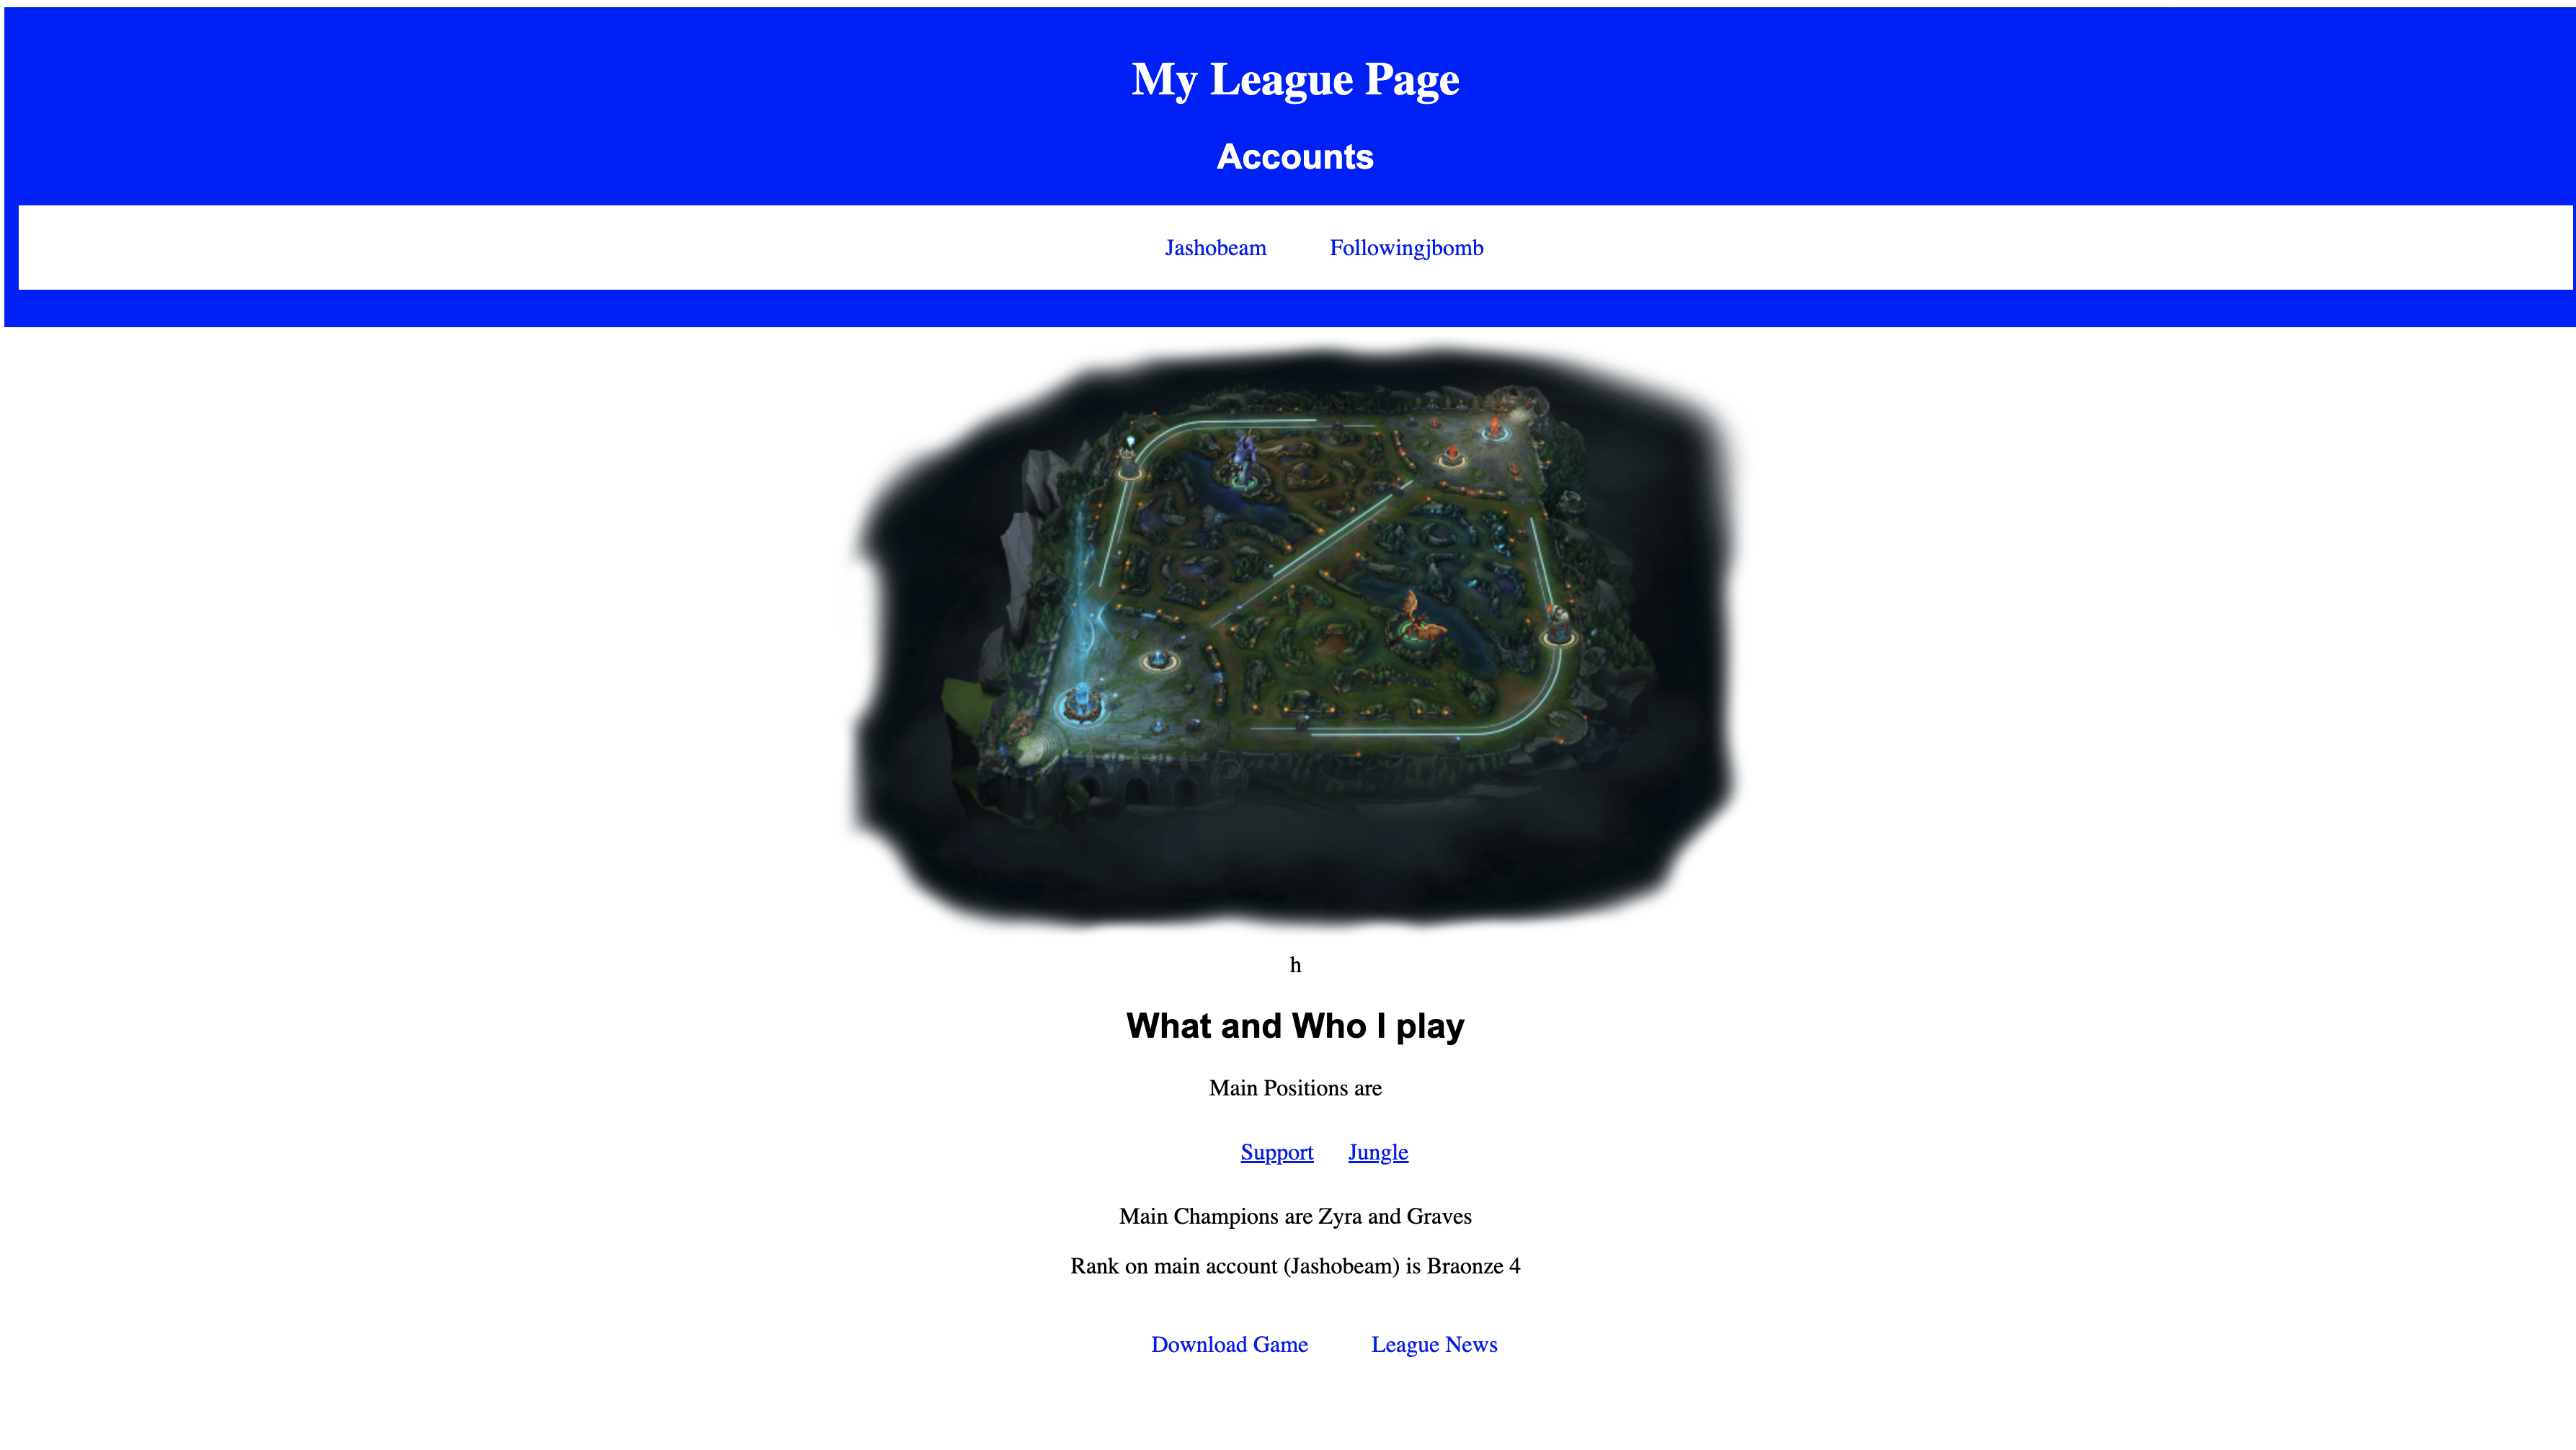 My League Page
Accounts
Jashobeam Followingjbomb
h
What and Who I play
Main Positions are
Support Jungle
Main Champions are Zyra and Graves
Rank on main account (Jashobeam) is Braonze 4
Download Game League News